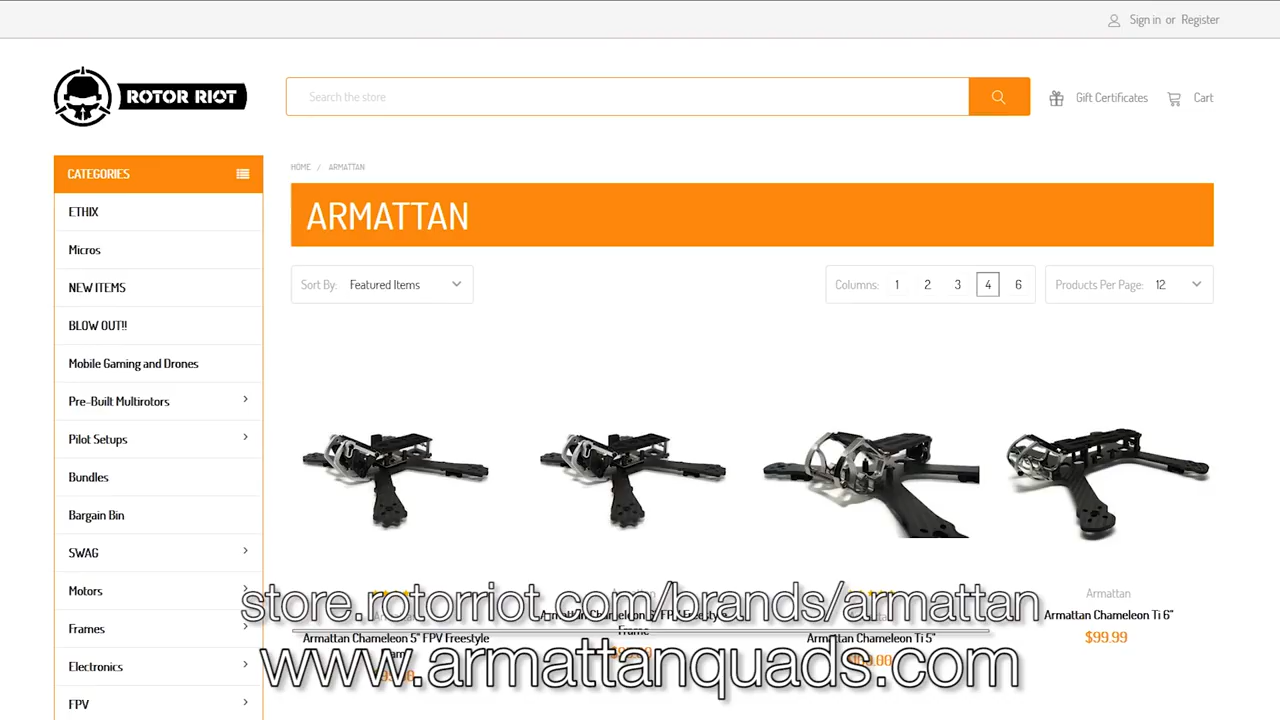 Sign in or Register
ROTOR RIOT
Search the store
Gift Certificates
Cart
CATEGORIES
ETHIX
Micros
NEW ITEMS
BLOW OUT!!
Mobile Gaming and Drones
Pre-Built Multirotors
Pilot Setups
Bundles
Bargain Bin
SWAG
Motors
Frames
Electronics
FPV
HOME / ARMATTAN
ARMATTAN
Sort By: Featured Items
Columns: 1 2 3 4 6
Products Per Page: 12
Armattan Chameleon 5" FPV Freestyle
Armattan Chameleon FPV
Frame
Armattan Chameleon Ti 5"
Armattan
Armattan Chameleon Ti 6"
$99.99
store.rotorriot.com/brands/armattan
www.armattanquads.com